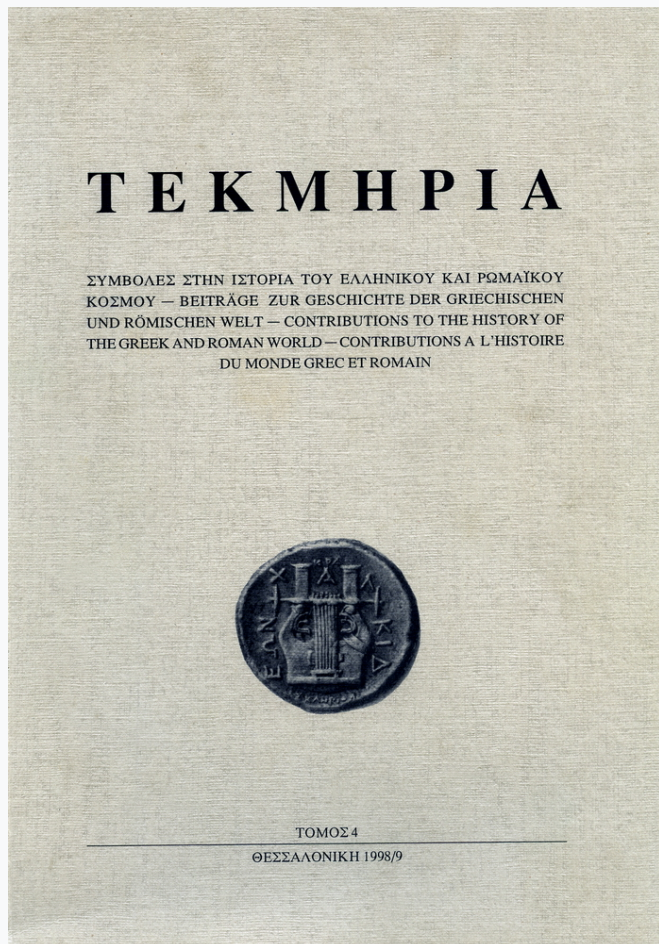 ΤΕΚΜΗΡΙΑ
ΣΥΜΒΟΛΕΣ ΣΤΗΝ ΙΣΤΟΡΙΑ ΤΟΥ ΕΛΛΗΝΙΚΟΥ ΚΑΙ ΡΩΜΑΪΚΟΥ
ΚΟΣΜΟΥ — BEITRÄGE ZUR GESCHICHTE DER GRIECHISCHEN
UND RÖMISCHEN WELT — CONTRIBUTIONS TO THE HISTORY OF
THE GREEK AND ROMAN WORLD — CONTRIBUTIONS A L'HISTOIRE
DU MONDE GREC ET ROMAIN
ΧΑΛΚΙΔ
ΕΩΝ
ΤΟΜΟΣ 4
ΘΕΣΣΑΛΟΝΙΚΗ 1998/9